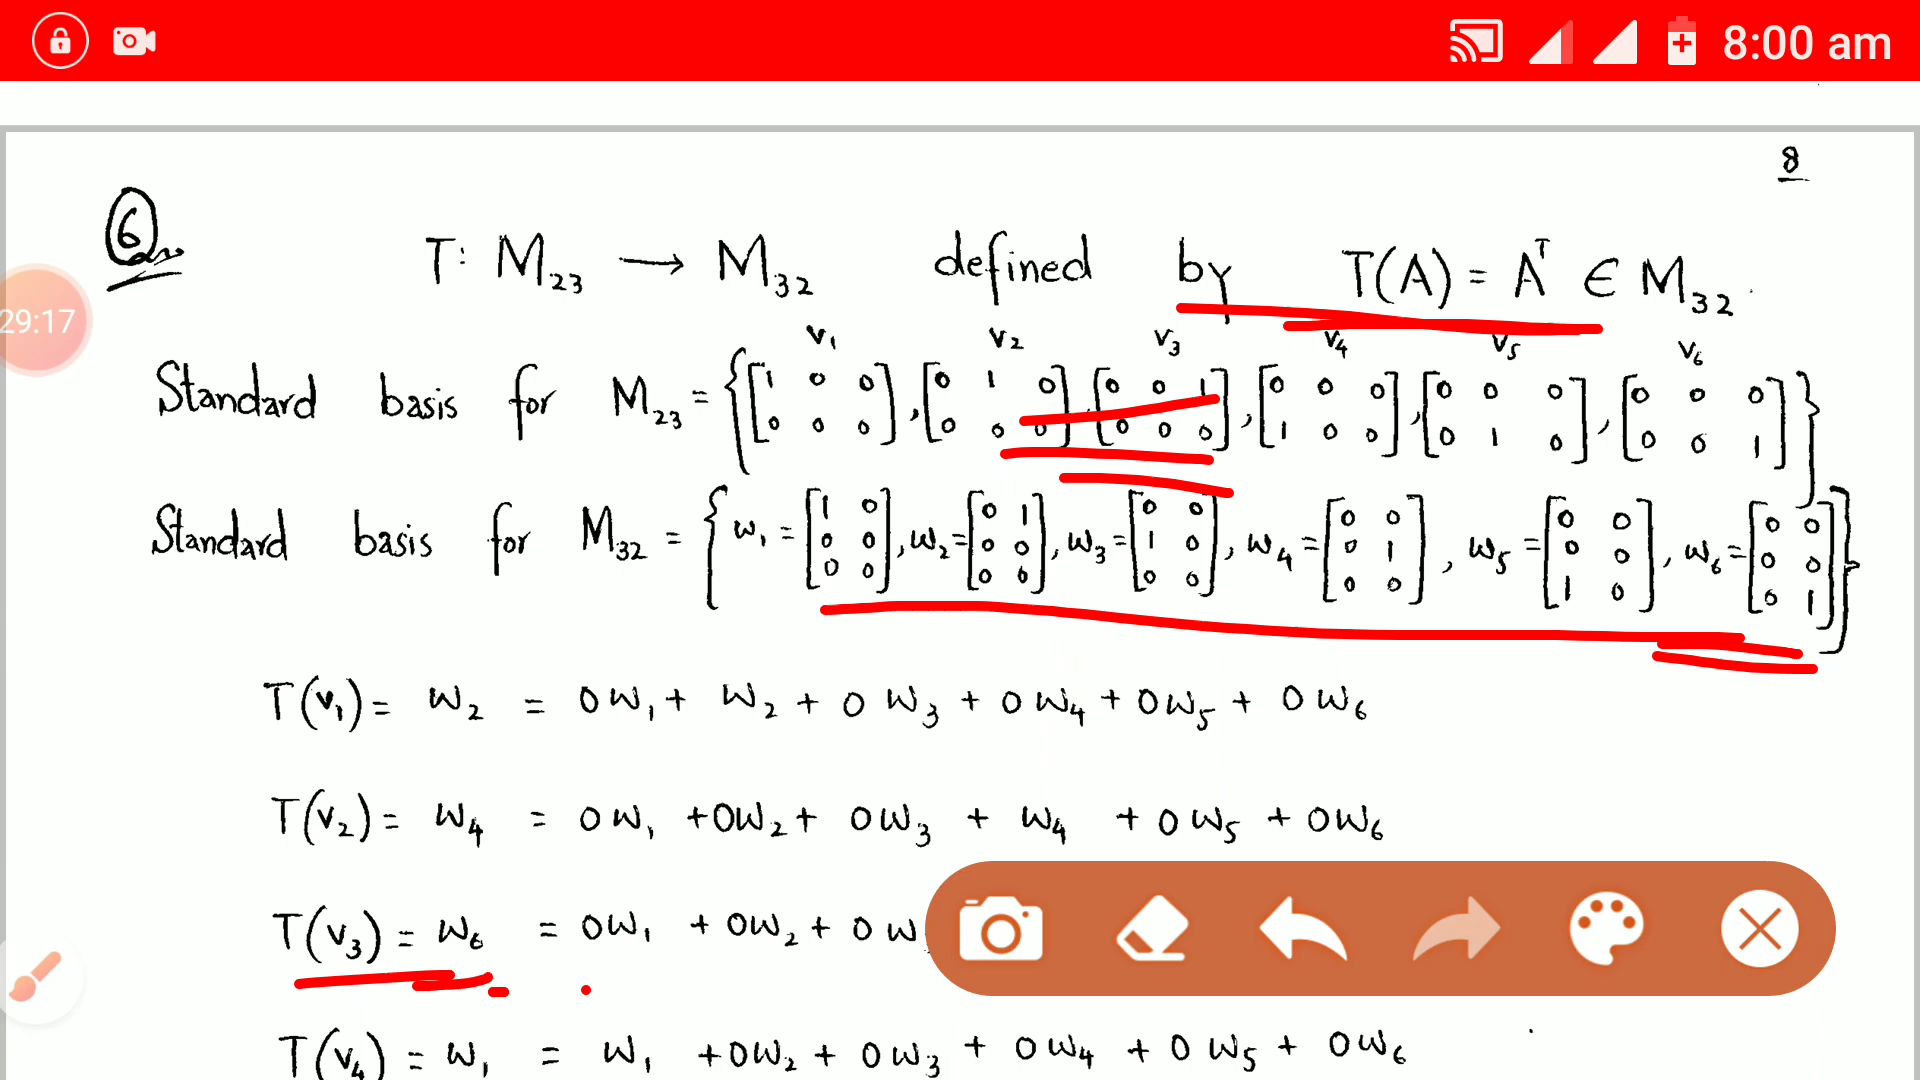 8:00 am
8
6
T: M₂₃ → M₃₂ defined by T(A) = Aᵀ ∈ M₃₂.
29:17
v₁ v₂ v₃ v₄ v₅ v₆
Standard basis for M₂₃ = { [1 0 0; 0 0 0], [0 1 0; 0 0 0], [0 0 1; 0 0 0], [0 0 0; 1 0 0], [0 0 0; 0 1 0], [0 0 0; 0 0 1] }
Standard basis for M₃₂ = { w₁ = [1 0; 0 0; 0 0], w₂ = [0 1; 0 0; 0 0], w₃ = [0 0; 1 0; 0 0], w₄ = [0 0; 0 1; 0 0], w₅ = [0 0; 0 0; 1 0], w₆ = [0 0; 0 0; 0 1] }
T(v₁) = w₂ = 0w₁ + w₂ + 0w₃ + 0w₄ + 0w₅ + 0w₆
T(v₂) = w₄ = 0w₁ + 0w₂ + 0w₃ + w₄ + 0w₅ + 0w₆
T(v₃) = w₆ = 0w₁ + 0w₂ + 0w
T(v₄) = w₁ = w₁ + 0w₂ + 0w₃ + 0w₄ + 0w₅ + 0w₆